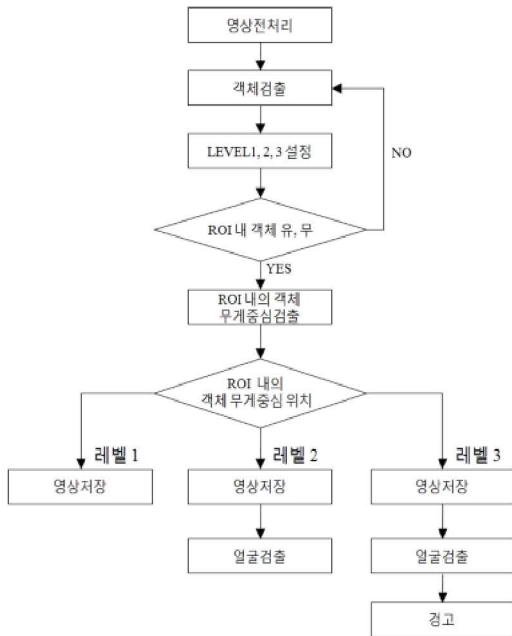 영상전처리
객체검출
LEVEL1, 2, 3 설정
NO
ROI 내 객체 유, 무
YES
ROI 내의 객체
무게중심검출
ROI 내의
객체 무게중심 위치
레벨 1
레벨 2
레벨 3
영상저장
영상저장
영상저장
얼굴검출
얼굴검출
경고